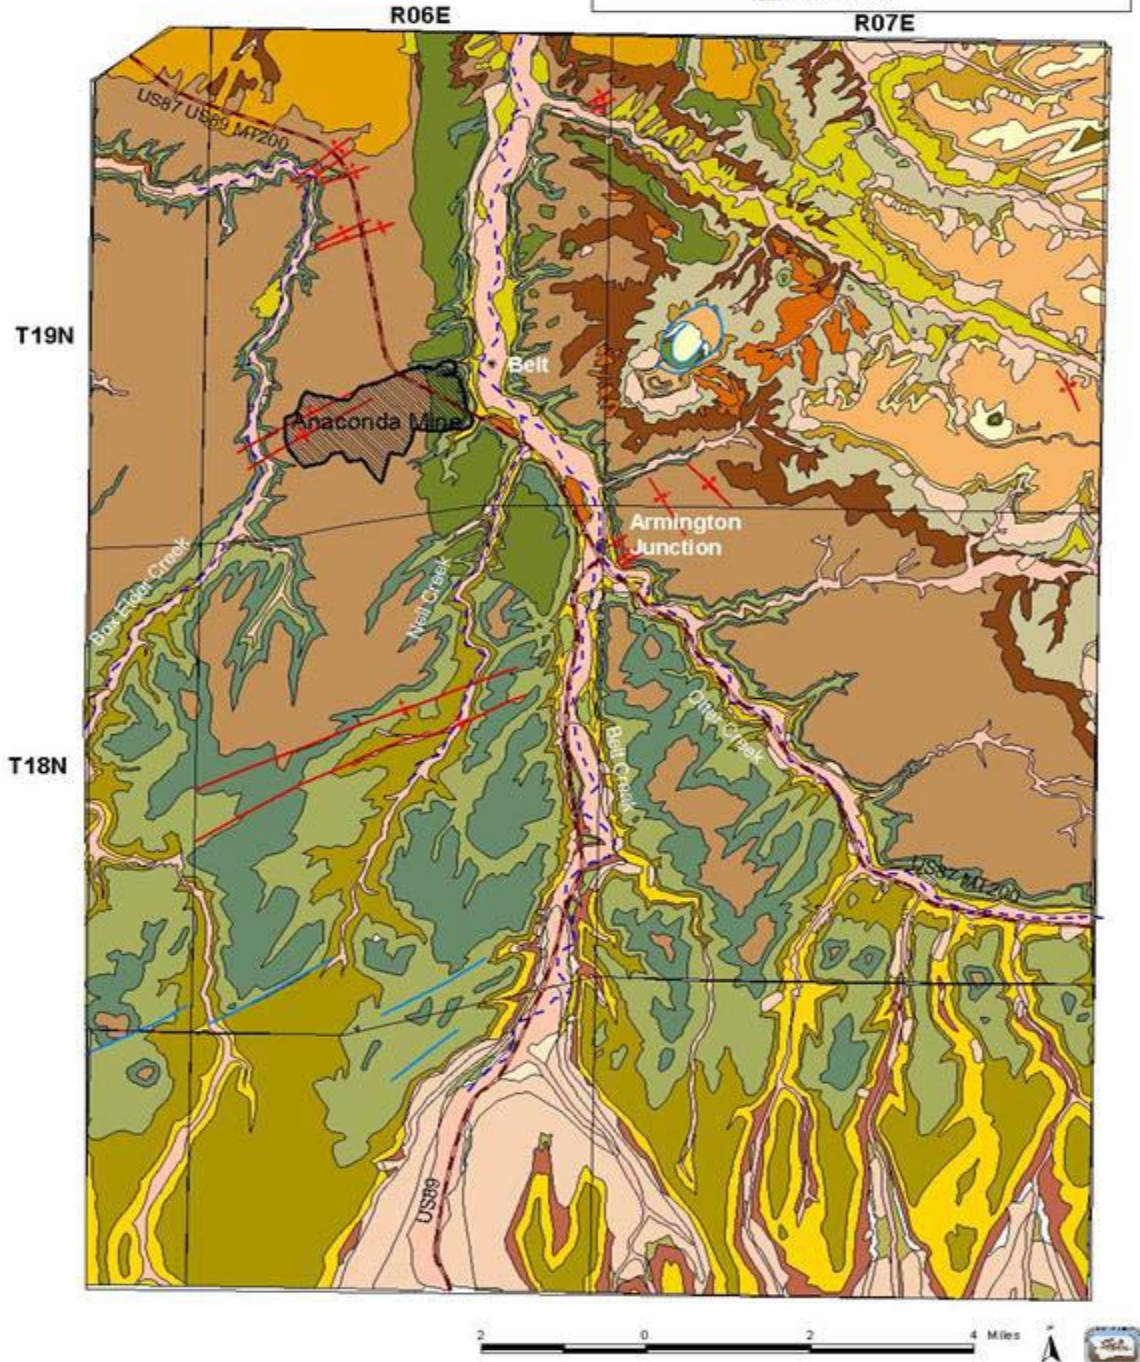 R06E
R07E
US87 US89 MT200
T19N
Belt
Anaconda Mine
Armington
Junction
Box Elder Creek
Neil Creek
Otter Creek
Belt Creek
T18N
US87 MT200
US89
2 0 2 4 Miles